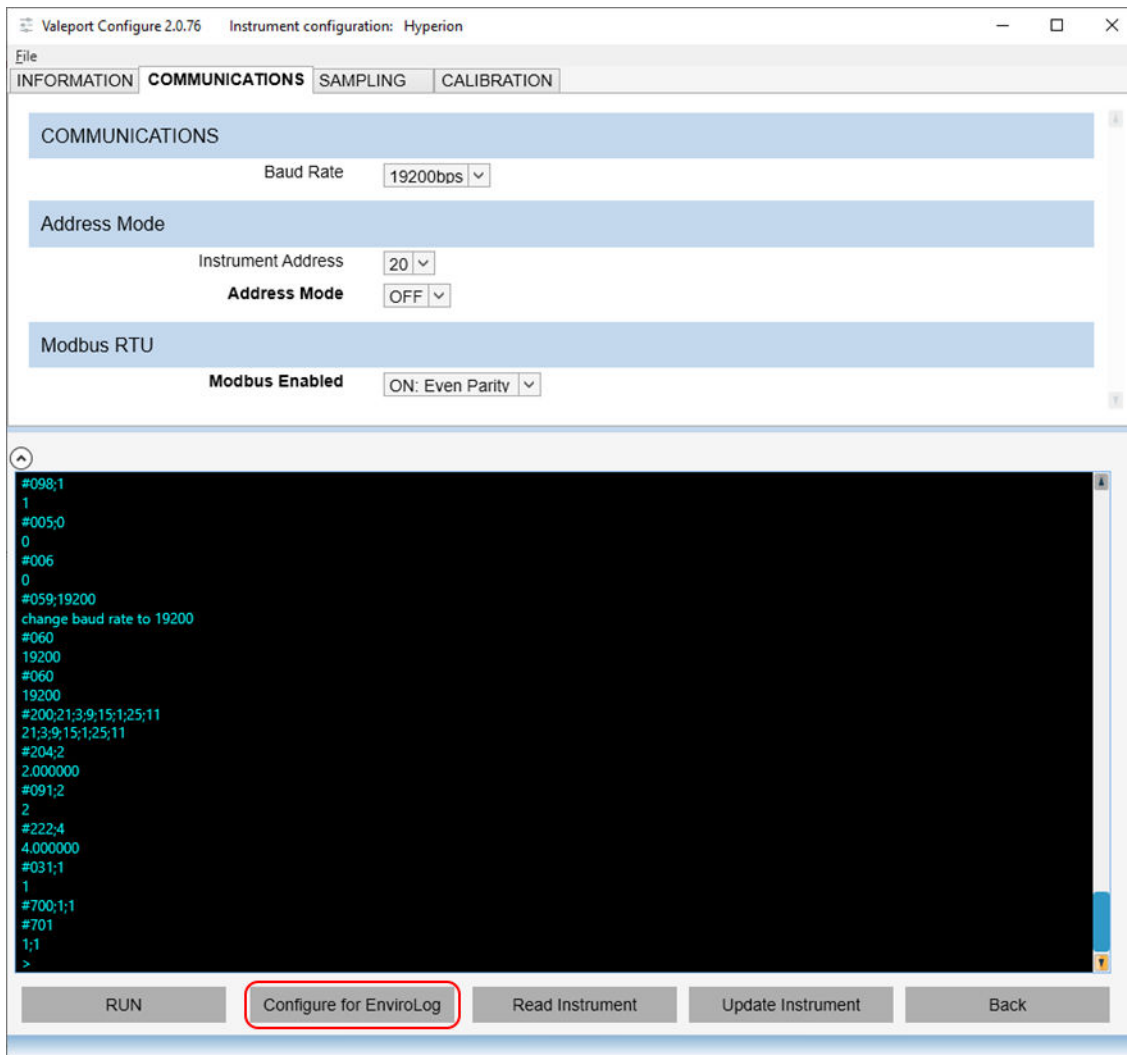 Valeport Configure 2.0.76 Instrument configuration: Hyperion
File
INFORMATION COMMUNICATIONS SAMPLING CALIBRATION
COMMUNICATIONS
Baud Rate 19200bps
Address Mode
Instrument Address 20
Address Mode OFF
Modbus RTU
Modbus Enabled ON: Even Parity
#098;1
1
#005;0
0
#006
0
#059;19200
change baud rate to 19200
#060
19200
#060
19200
#200;21;3;9;15;1;25;11
21;3;9;15;1;25;11
#204;2
2.000000
#091;2
2
#222;4
4.000000
#031;1
1
#700;1;1
#701
1;1
>
RUN Configure for EnviroLog Read Instrument Update Instrument Back